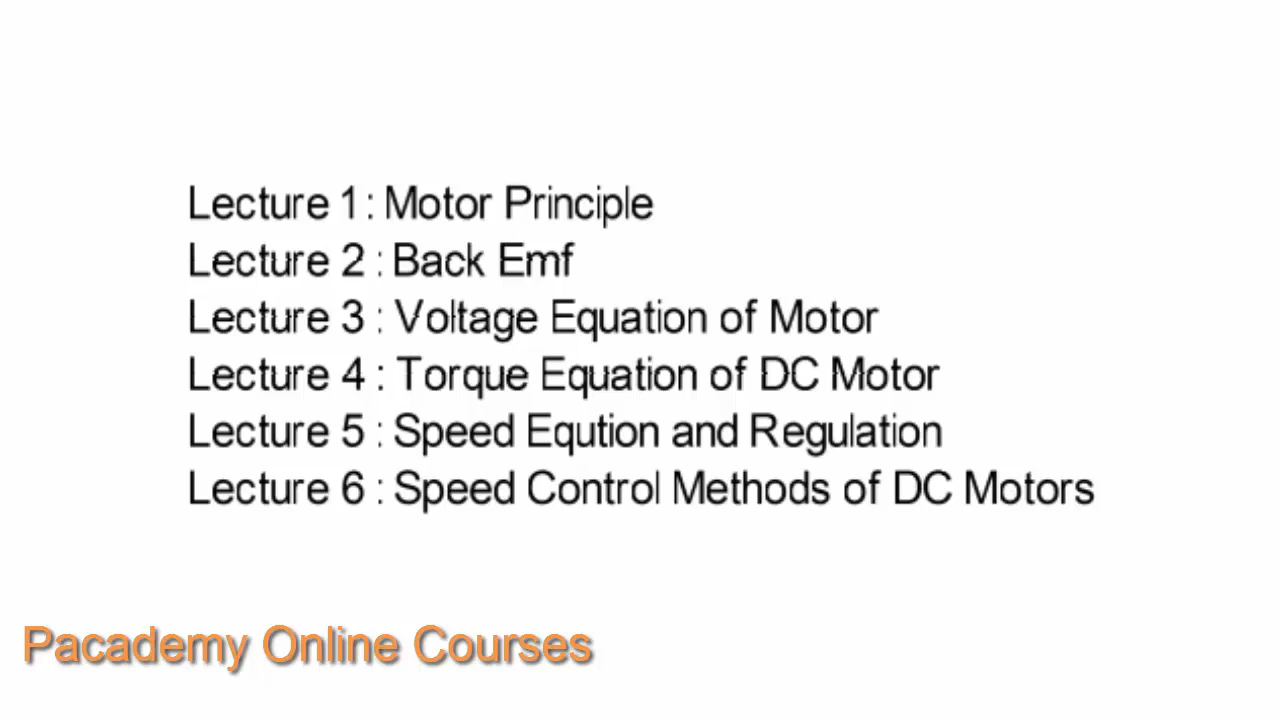 Lecture 1 : Motor Principle
Lecture 2 : Back Emf
Lecture 3 : Voltage Equation of Motor
Lecture 4 : Torque Equation of DC Motor
Lecture 5 : Speed Eqution and Regulation
Lecture 6 : Speed Control Methods of DC Motors
Pacademy Online Courses